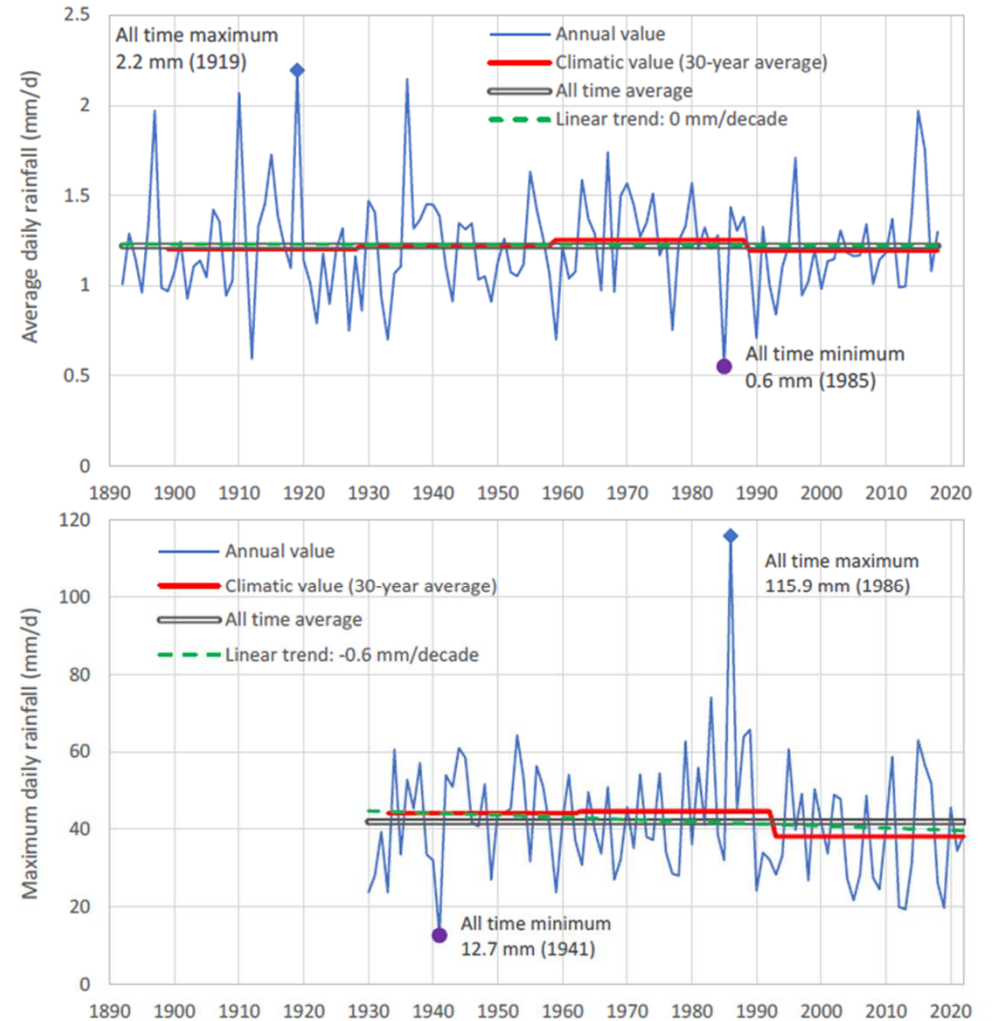 2.5
All time maximum
2.2 mm (1919)
Annual value
Climatic value (30-year average)
All time average
Linear trend: 0 mm/decade
2
1.5
1
0.5
0
Average daily rainfall (mm/d)
All time minimum
0.6 mm (1985)
1890 1900 1910 1920 1930 1940 1950 1960 1970 1980 1990 2000 2010 2020
120
Annual value
Climatic value (30-year average)
All time average
Linear trend: -0.6 mm/decade
All time maximum
115.9 mm (1986)
100
80
60
40
20
0
Maximum daily rainfall (mm/d)
All time minimum
12.7 mm (1941)
1890 1900 1910 1920 1930 1940 1950 1960 1970 1980 1990 2000 2010 2020